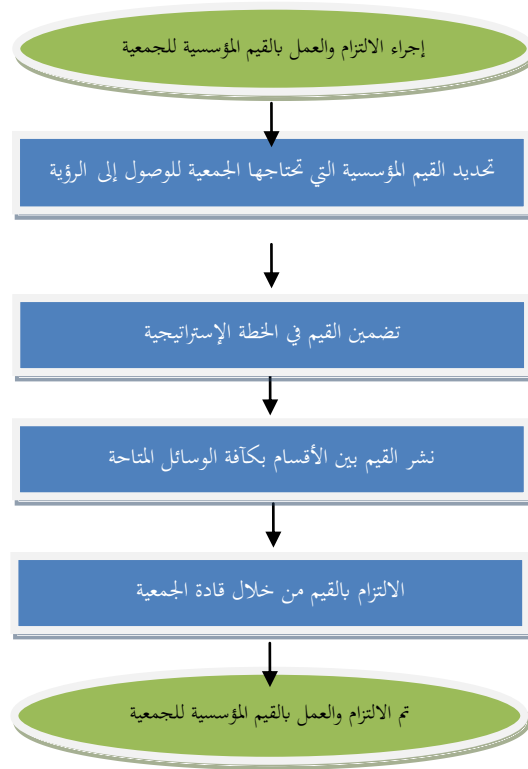 إجراء الالتزام والعمل بالقيم المؤسسية للجمعية
تحديد القيم المؤسسية التي تحتاجها الجمعية للوصول إلى الرؤية
تضمين القيم في الخطة الإستراتيجية
نشر القيم بين الأقسام بكآفة الوسائل المتاحة
الالتزام بالقيم من خلال قادة الجمعية
تم الالتزام والعمل بالقيم المؤسسية للجمعية